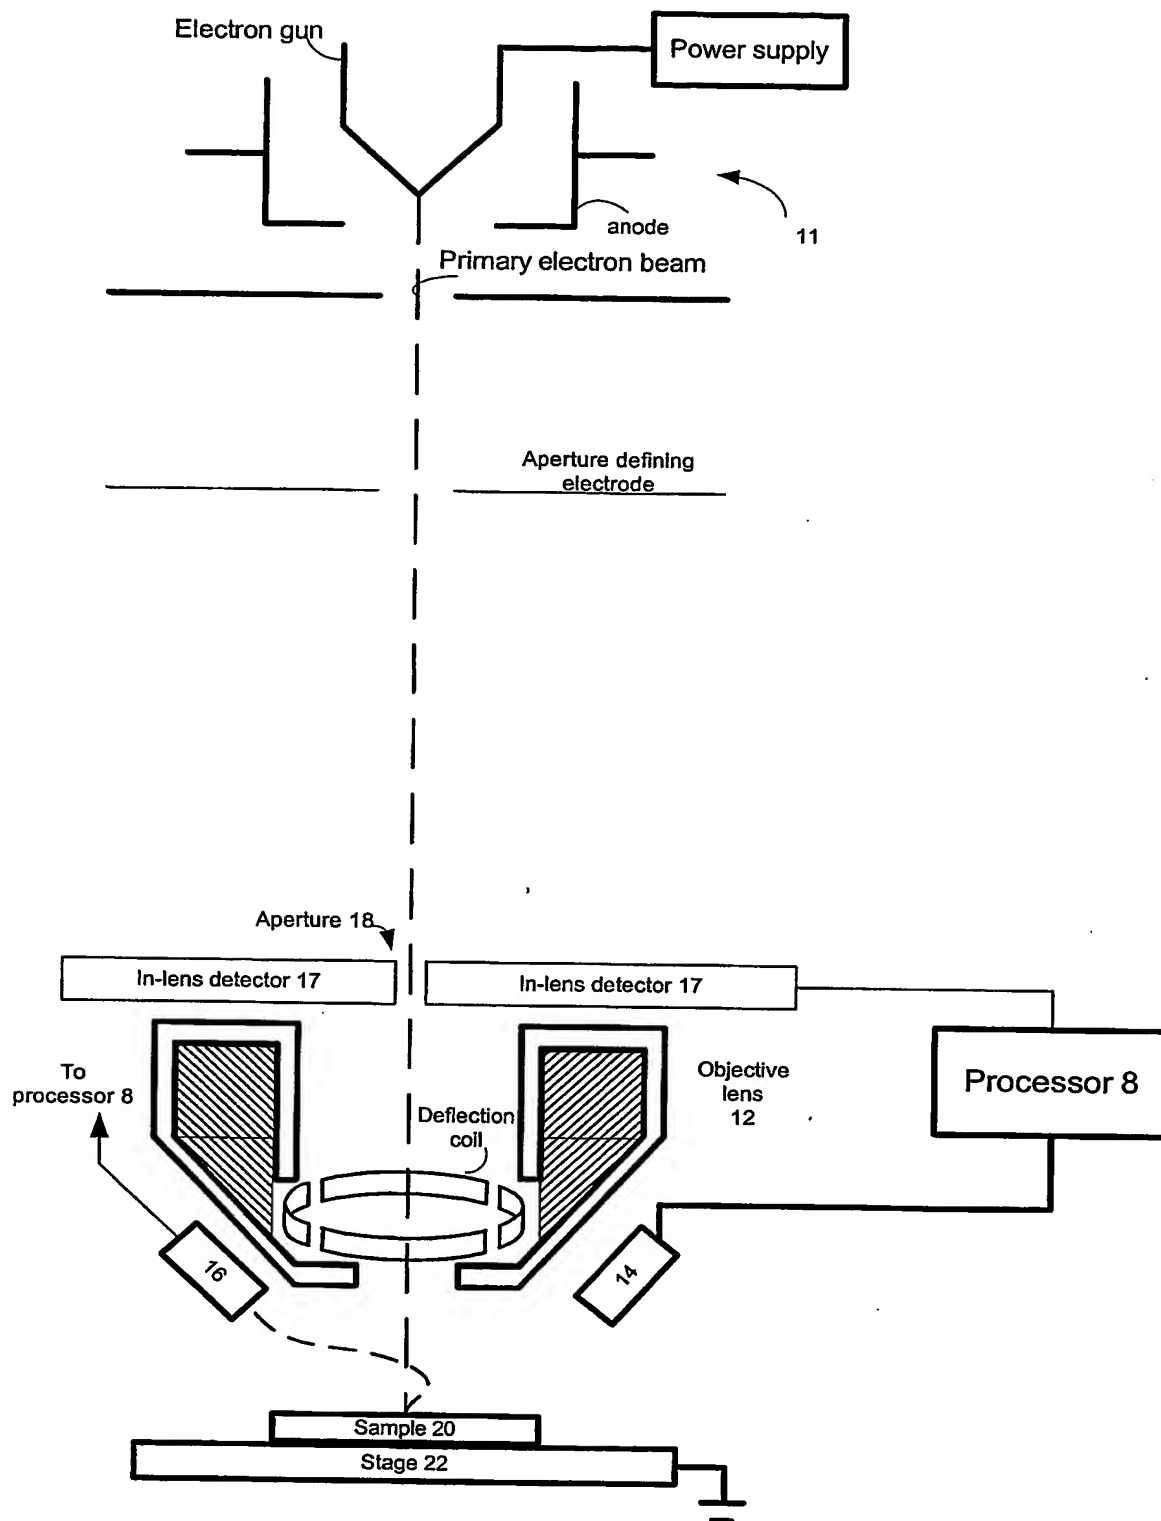 Electron gun
Power supply
anode
11
Primary electron beam
Aperture defining
electrode
Aperture 18
In-lens detector 17
In-lens detector 17
To
processor 8
Objective
lens
12
Processor 8
Deflection
coil
16
14
Sample 20
Stage 22